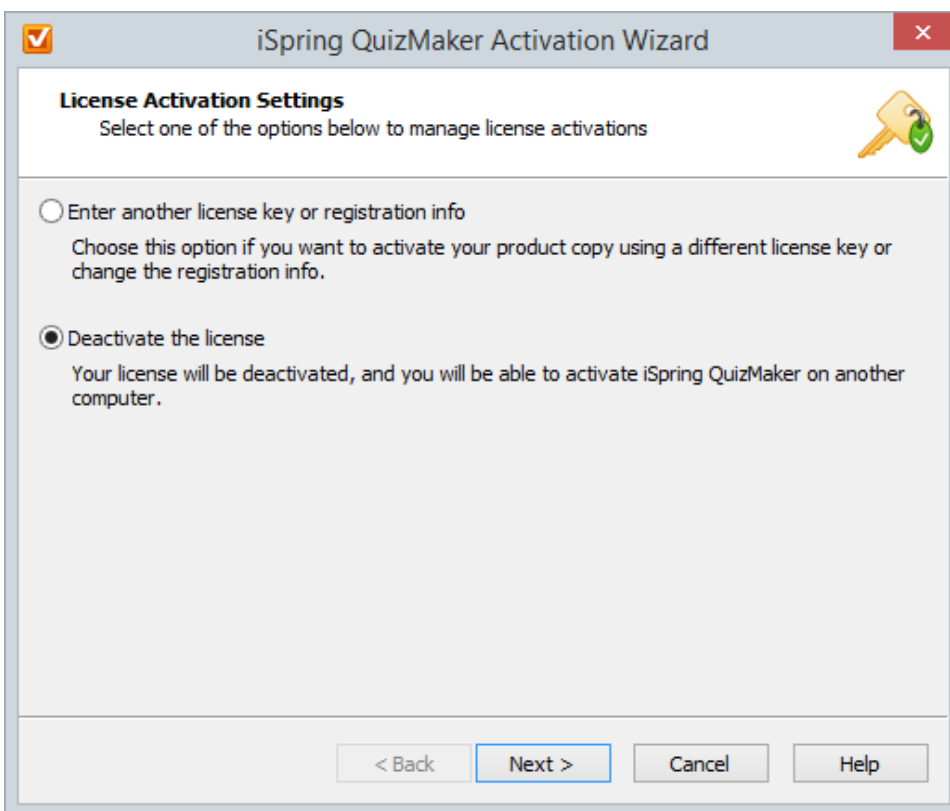 iSpring QuizMaker Activation Wizard
License Activation Settings
Select one of the options below to manage license activations
Enter another license key or registration info
Choose this option if you want to activate your product copy using a different license key or
change the registration info.
Deactivate the license
Your license will be deactivated, and you will be able to activate iSpring QuizMaker on another
computer.
< Back Next > Cancel Help